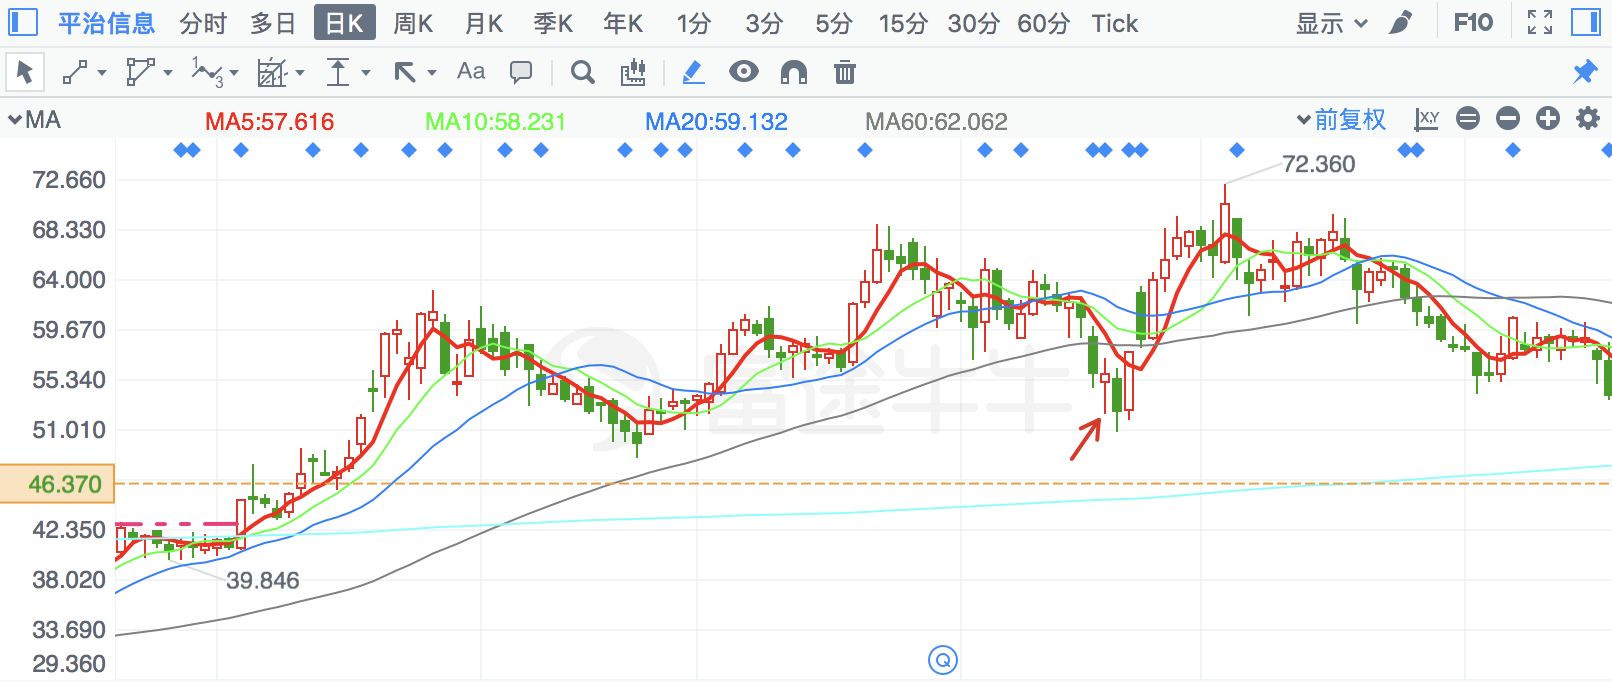 平治信息 分时 多日 日K 周K 月K 季K 年K 1分 3分 5分 15分 30分 60分 Tick 显示 F10
Aa
MA MA5:57.616 MA10:58.231 MA20:59.132 MA60:62.062 前复权 X,Y
72.360
72.660
68.330
64.000
59.670
55.340
富途牛牛
51.010
46.370
42.350
39.846
38.020
33.690
29.360
Q